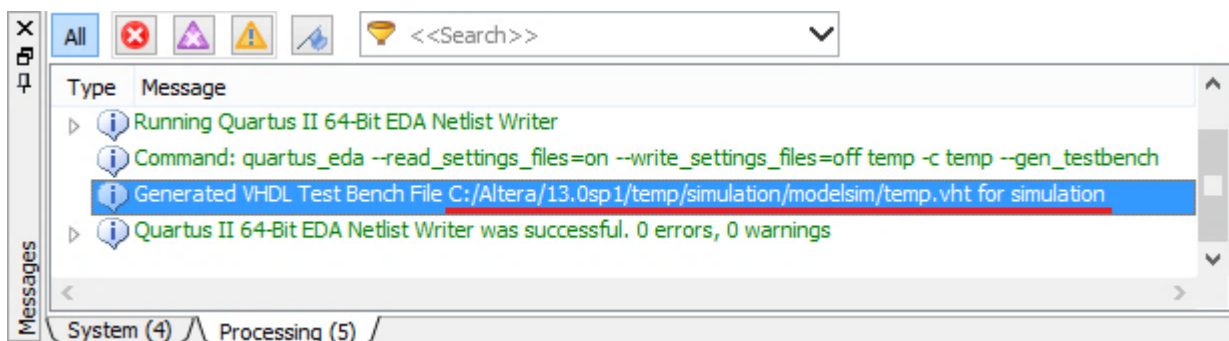 All <<Search>>
Type Message
Running Quartus II 64-Bit EDA Netlist Writer
Command: quartus_eda --read_settings_files=on --write_settings_files=off temp -c temp --gen_testbench
Generated VHDL Test Bench File C:/Altera/13.0sp1/temp/simulation/modelsim/temp.vht for simulation
Quartus II 64-Bit EDA Netlist Writer was successful. 0 errors, 0 warnings
Messages
System (4) Processing (5)